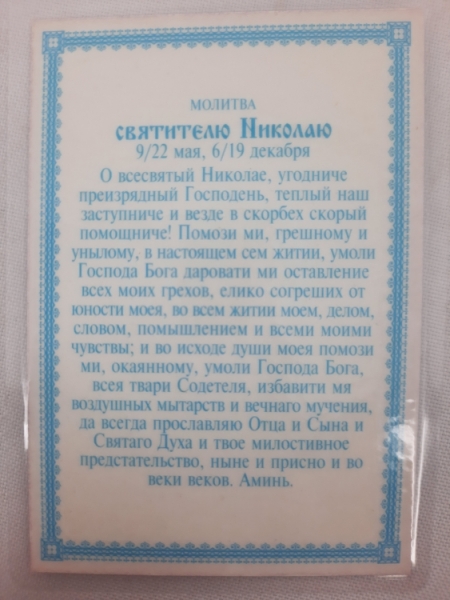 МОЛИТВА
СВЯТИТЕЛЮ НИКОЛАЮ
9/22 мая, 6/19 декабря
О всесвятый Николае, угодниче
преизрядный Господень, теплый наш
заступниче и везде в скорбех скорый
помощниче! Помози ми, грешному и
унылому, в настоящем сем житии, умоли
Господа Бога даровати ми оставление
всех моих грехов, елико согреших от
юности моея, во всем житии моем, делом,
словом, помышлением и всеми моими
чувствы; и во исходе души моея помози
ми, окаянному, умоли Господа Бога,
всея твари Содетеля, избавити мя
воздушных мытарств и вечнаго мучения,
да всегда прославляю Отца и Сына и
Святаго Духа и твое милостивное
предстательство, ныне и присно и во
веки веков. Аминь.